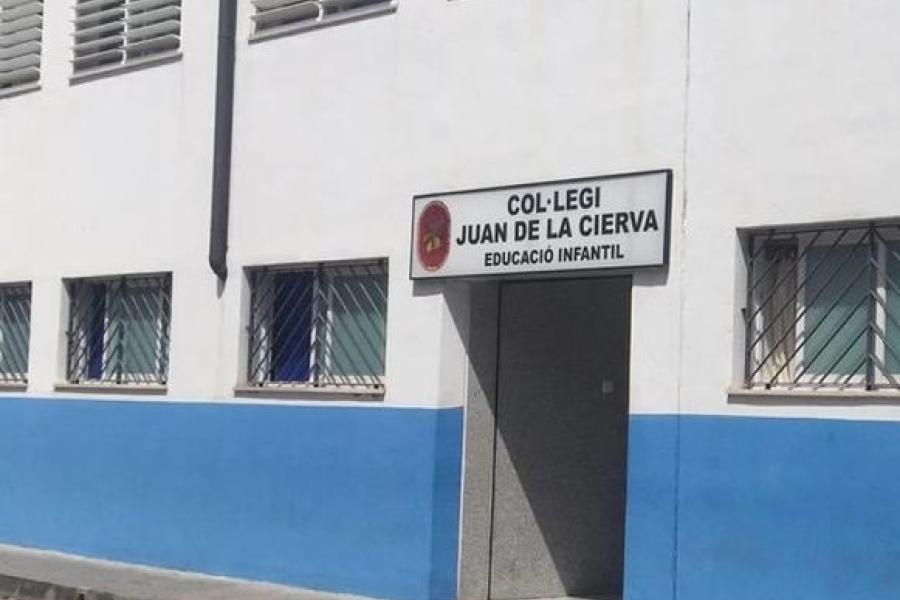 COL·LEGI
JUAN DE LA CIERVA
EDUCACIÓ INFANTIL